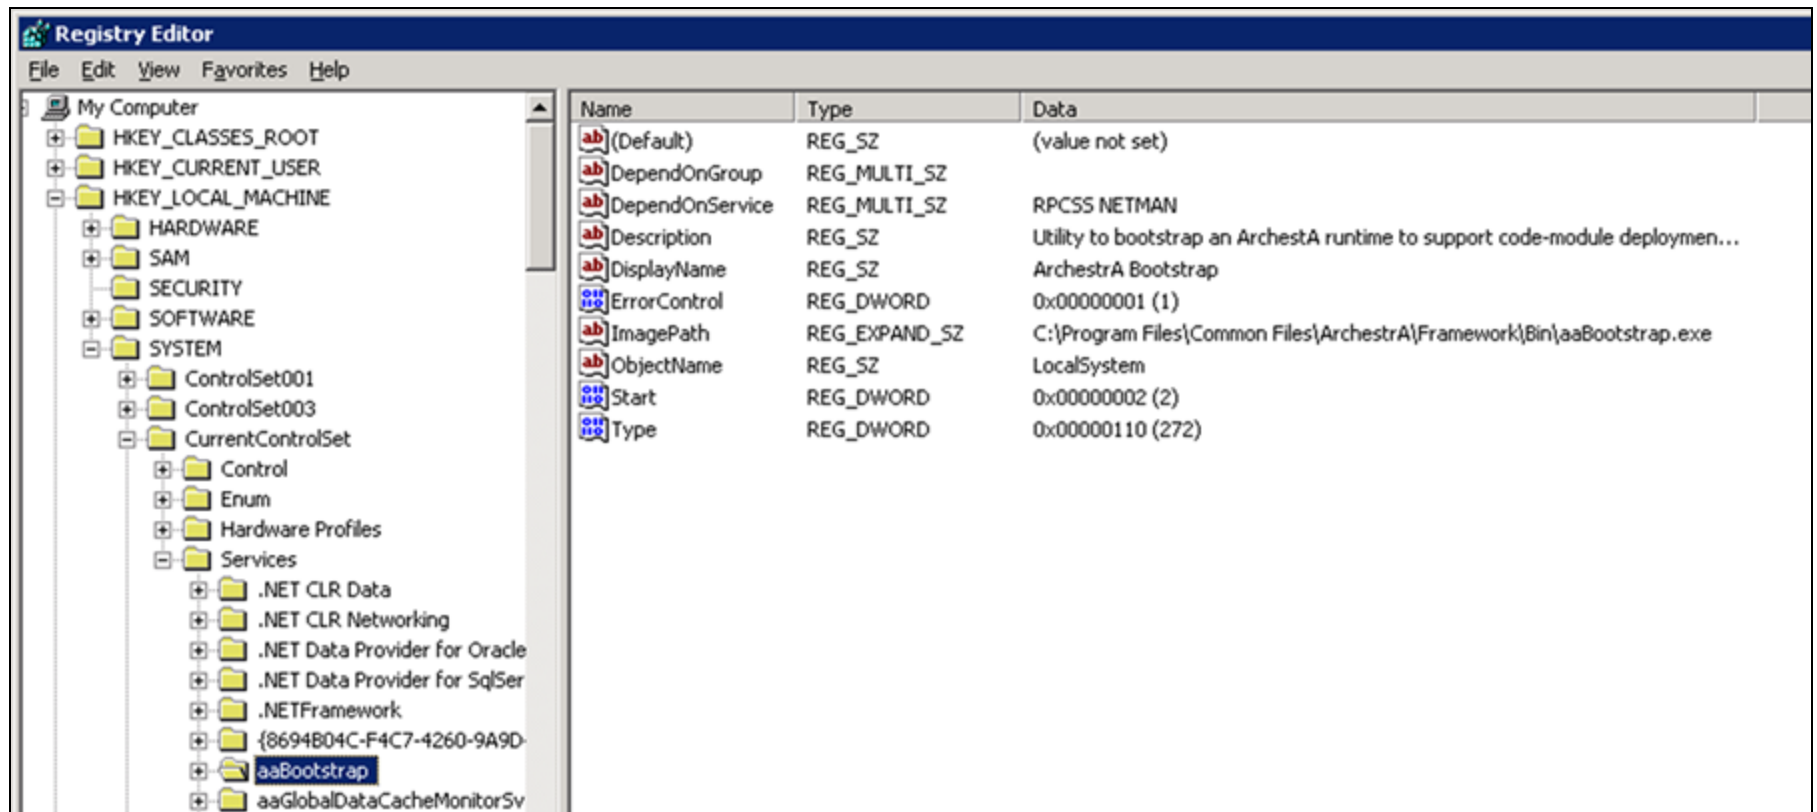 Registry Editor
File Edit View Favorites Help
My Computer
HKEY_CLASSES_ROOT
HKEY_CURRENT_USER
HKEY_LOCAL_MACHINE
HARDWARE
SAM
SECURITY
SOFTWARE
SYSTEM
ControlSet001
ControlSet003
CurrentControlSet
Control
Enum
Hardware Profiles
Services
.NET CLR Data
.NET CLR Networking
.NET Data Provider for Oracle
.NET Data Provider for SqlSer
.NETFramework
{8694B04C-F4C7-4260-9A9D-
aaBootstrap
aaGlobalDataCacheMonitorSv
Name Type Data
(Default) REG_SZ (value not set)
DependOnGroup REG_MULTI_SZ
DependOnService REG_MULTI_SZ RPCSS NETMAN
Description REG_SZ Utility to bootstrap an ArchestA runtime to support code-module deploymen...
DisplayName REG_SZ ArchestrA Bootstrap
ErrorControl REG_DWORD 0x00000001 (1)
ImagePath REG_EXPAND_SZ C:\Program Files\Common Files\ArchestrA\Framework\Bin\aaBootstrap.exe
ObjectName REG_SZ LocalSystem
Start REG_DWORD 0x00000002 (2)
Type REG_DWORD 0x00000110 (272)